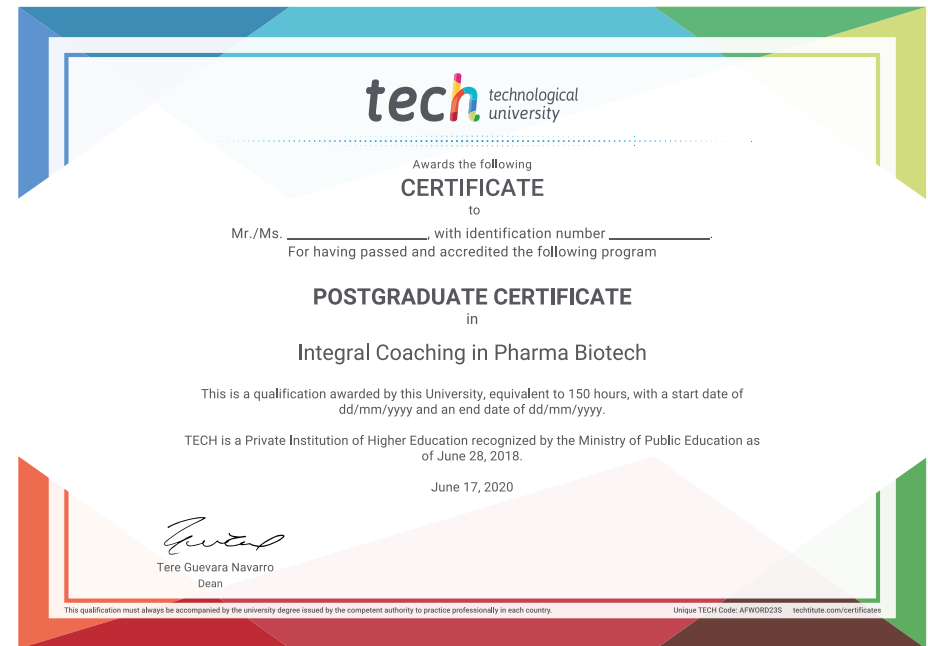 tech technological
university
Awards the following
CERTIFICATE
to
Mr./Ms. ____________________, with identification number ______________.
For having passed and accredited the following program
POSTGRADUATE CERTIFICATE
in
Integral Coaching in Pharma Biotech
This is a qualification awarded by this University, equivalent to 150 hours, with a start date of
dd/mm/yyyy and an end date of dd/mm/yyyy.
TECH is a Private Institution of Higher Education recognized by the Ministry of Public Education as
of June 28, 2018.
June 17, 2020
Tere Guevara Navarro
Dean
This qualification must always be accompanied by the university degree issued by the competent authority to practice professionally in each country.
Unique TECH Code: AFWORD23S techtitute.com/certificates